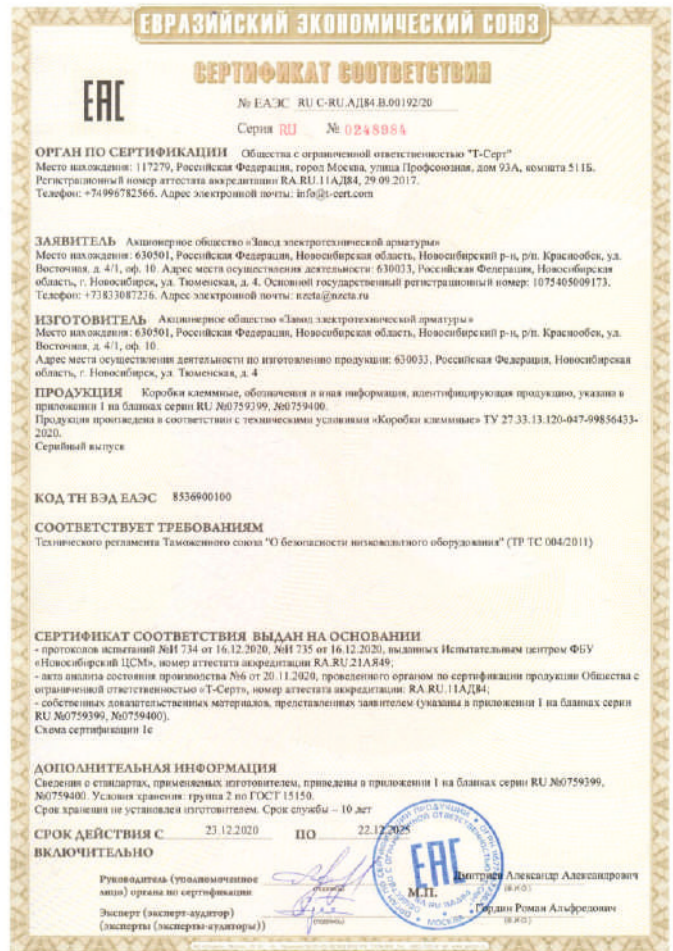 ЕВРАЗИЙСКИЙ ЭКОНОМИЧЕСКИЙ СОЮЗ
СЕРТИФИКАТ СООТВЕТСТВИЯ
EAC
№ ЕАЭС RU C-RU.АД84.В.00192/20
Серия RU № 0248984
ОРГАН ПО СЕРТИФИКАЦИИ Общества с ограниченной ответственностью "Т-Серт"
Место нахождения: 117279, Российская Федерация, город Москва, улица Профсоюзная, дом 93А, комната 511Б.
Регистрационный номер аттестата аккредитации RA.RU.11АД84, 29.09.2017.
Телефон: +74996782566. Адрес электронной почты: info@t-cert.com
ЗАЯВИТЕЛЬ Акционерное общество «Завод электротехнической арматуры»
Место нахождения: 630501, Российская Федерация, Новосибирская область, Новосибирский р-н, р/п. Краснообск, ул.
Восточная, д. 4/1, оф. 10. Адрес места осуществления деятельности: 630033, Российская Федерация, Новосибирская
область, г. Новосибирск, ул. Тюменская, д. 4. Основной государственный регистрационный номер: 1075405009173.
Телефон: +73833087236. Адрес электронной почты: nzeta@nzeta.ru
ИЗГОТОВИТЕЛЬ Акционерное общество «Завод электротехнической арматуры»
Место нахождения: 630501, Российская Федерация, Новосибирская область, Новосибирский р-н, р/п. Краснообск, ул.
Восточная, д. 4/1, оф. 10.
Адрес места осуществления деятельности по изготовлению продукции: 630033, Российская Федерация, Новосибирская
область, г. Новосибирск, ул. Тюменская, д. 4
ПРОДУКЦИЯ Коробки клеммные, обозначения и иная информация, идентифицирующая продукцию, указана в
приложении 1 на бланках серии RU №0759399, №0759400.
Продукция произведена в соответствии с техническими условиями «Коробки клеммные» ТУ 27.33.13.120-047-99856433-
2020.
Серийный выпуск
КОД ТН ВЭД ЕАЭС 8536900100
СООТВЕТСТВУЕТ ТРЕБОВАНИЯМ
Технического регламента Таможенного союза "О безопасности низковольтного оборудования" (ТР ТС 004/2011)
СЕРТИФИКАТ СООТВЕТСТВИЯ ВЫДАН НА ОСНОВАНИИ
- протоколов испытаний №И 734 от 16.12.2020, №И 735 от 16.12.2020, выданных Испытательным центром ФБУ
«Новосибирский ЦСМ», номер аттестата аккредитации RA.RU.21АЯ49;
- акта анализа состояния производства №6 от 20.11.2020, проведенного органом по сертификации продукции Общества с
ограниченной ответственностью «Т-Серт», номер аттестата аккредитации: RA.RU.11АД84;
- собственных доказательственных материалов, представленных заявителем (указаны в приложении 1 на бланках серии
RU №0759399, №0759400).
Схема сертификации 1с
ДОПОЛНИТЕЛЬНАЯ ИНФОРМАЦИЯ
Сведения о стандартах, применяемых изготовителем, приведены в приложении 1 на бланках серии RU №0759399,
№0759400. Условия хранения: группа 2 по ГОСТ 15150.
Срок хранения не установлен изготовителем. Срок службы – 10 лет
СРОК ДЕЙСТВИЯ С 23.12.2020 ПО 22.12.2025
ВКЛЮЧИТЕЛЬНО
Руководитель (уполномоченное
лицо) органа по сертификации (подпись) М.П. Дмитриев Александр Александрович (Ф.И.О.)
Эксперт (эксперт-аудитор)
(эксперты (эксперты-аудиторы)) (подпись) Гордин Роман Альфредович (Ф.И.О.)
EAC
МОСКВА